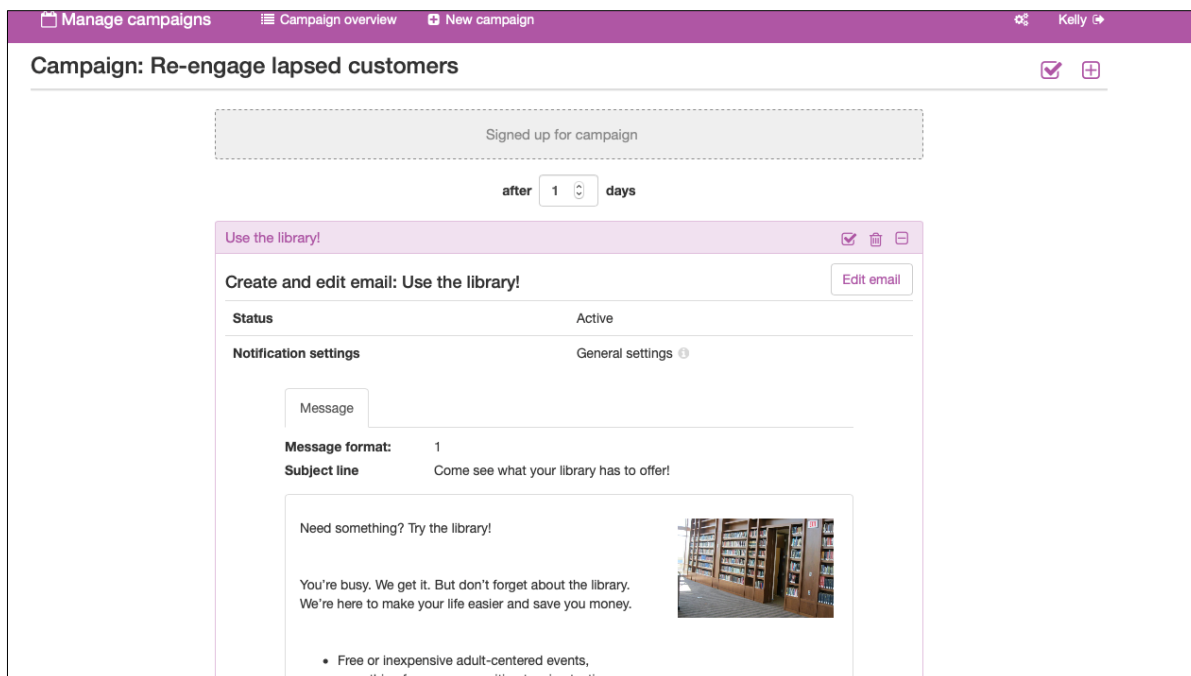 Manage campaigns Campaign overview New campaign Kelly
Campaign: Re-engage lapsed customers
Signed up for campaign
after 1 days
Use the library!
Create and edit email: Use the library! Edit email
Status Active
Notification settings General settings
Message
Message format: 1
Subject line Come see what your library has to offer!
Need something? Try the library!
You're busy. We get it. But don't forget about the library.
We're here to make your life easier and save you money.
• Free or inexpensive adult-centered events,